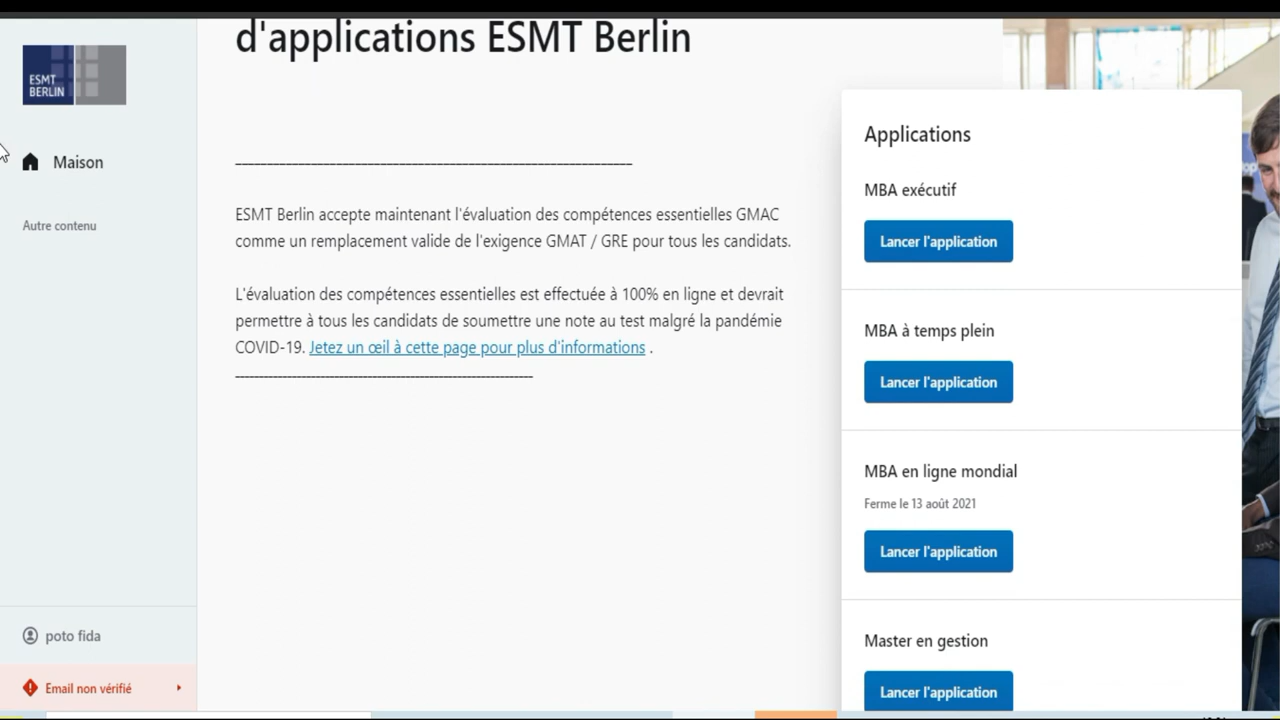 d'applications ESMT Berlin
ESMT
BERLIN
Maison
Autre contenu
ESMT Berlin accepte maintenant l'évaluation des compétences essentielles GMAC
comme un remplacement valide de l'exigence GMAT / GRE pour tous les candidats.
L'évaluation des compétences essentielles est effectuée à 100% en ligne et devrait
permettre à tous les candidats de soumettre une note au test malgré la pandémie
COVID-19. Jetez un œil à cette page pour plus d'informations .
Applications
MBA exécutif
Lancer l'application
MBA à temps plein
Lancer l'application
MBA en ligne mondial
Ferme le 13 août 2021
Lancer l'application
Master en gestion
Lancer l'application
poto fida
Email non vérifié